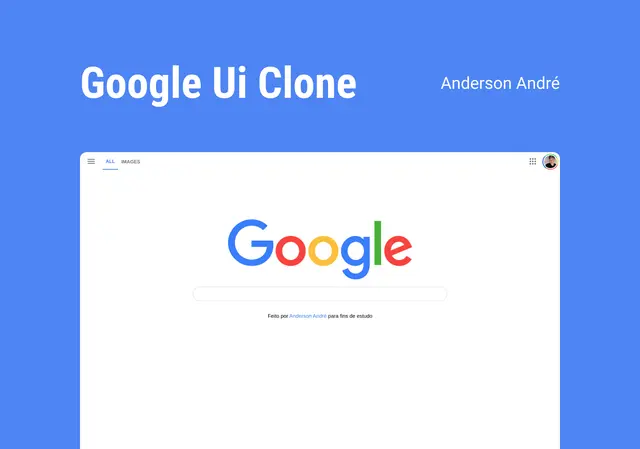 Google Ui Clone
Anderson André
ALL IMAGES
Google
Feito por Anderson André para fins de estudo